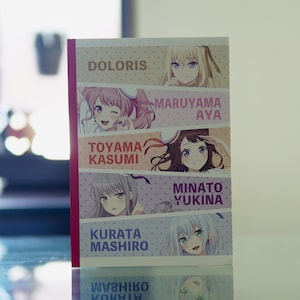 DOLORIS
MARUYAMA
AYA
TOYAMA
KASUMI
MINATO
YUKINA
KURATA
MASHIRO